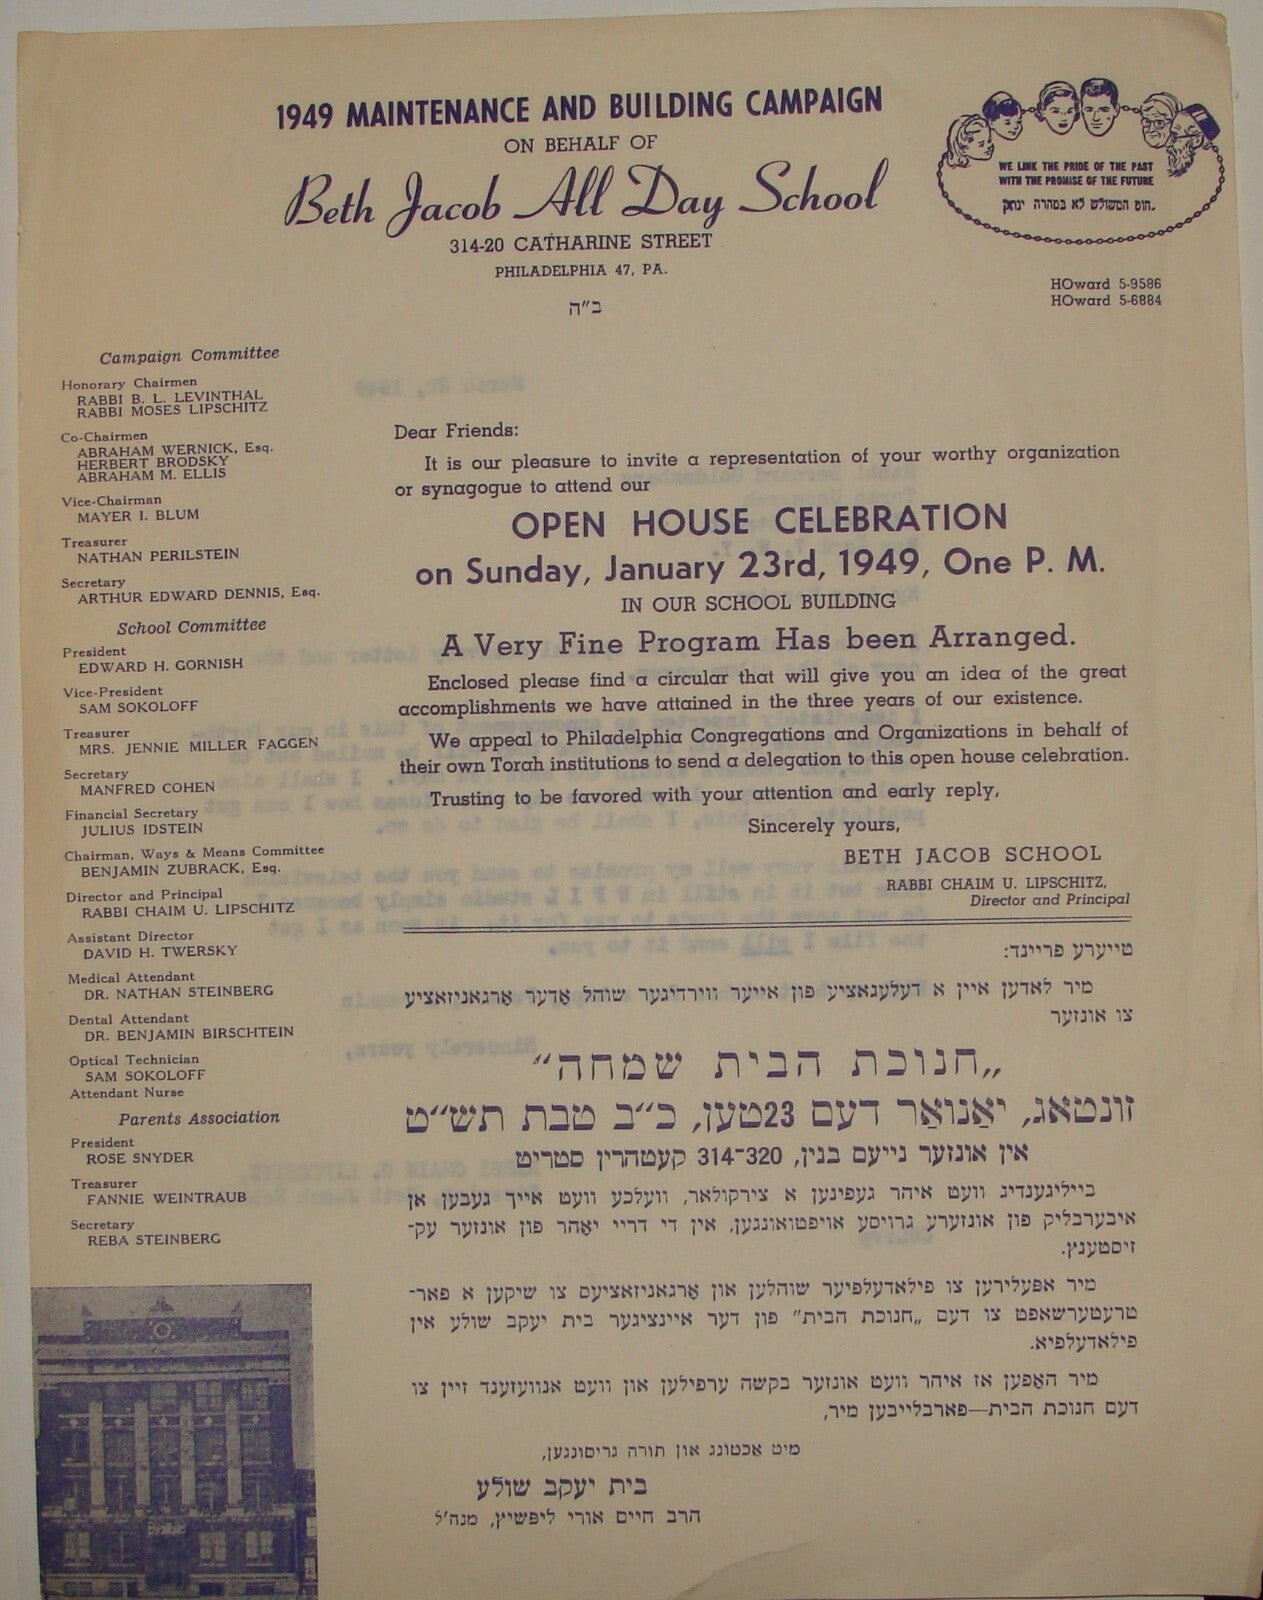 1949 MAINTENANCE AND BUILDING CAMPAIGN
ON BEHALF OF
Beth Jacob All Day School
314-20 CATHARINE STREET
PHILADELPHIA 47, PA.
ב״ה
WE LINK THE PRIDE OF THE PAST
WITH THE PROMISE OF THE FUTURE
חוט המשולש לא במהרה ינתק.
HOward 5-9586
HOward 5-6884
Campaign Committee
Honorary Chairmen
RABBI B. L. LEVINTHAL
RABBI MOSES LIPSCHITZ
Co-Chairmen
ABRAHAM WERNICK, Esq.
HERBERT BRODSKY
ABRAHAM M. ELLIS
Vice-Chairman
MAYER I. BLUM
Treasurer
NATHAN PERILSTEIN
Secretary
ARTHUR EDWARD DENNIS, Esq.
School Committee
President
EDWARD H. GORNISH
Vice-President
SAM SOKOLOFF
Treasurer
MRS. JENNIE MILLER FAGGEN
Secretary
MANFRED COHEN
Financial Secretary
JULIUS IDSTEIN
Chairman, Ways & Means Committee
BENJAMIN ZUBRACK, Esq.
Director and Principal
RABBI CHAIM U. LIPSCHITZ
Assistant Director
DAVID H. TWERSKY
Medical Attendant
DR. NATHAN STEINBERG
Dental Attendant
DR. BENJAMIN BIRSCHTEIN
Optical Technician
SAM SOKOLOFF
Attendant Nurse
Parents Association
President
ROSE SNYDER
Treasurer
FANNIE WEINTRAUB
Secretary
REBA STEINBERG
Dear Friends:
It is our pleasure to invite a representation of your worthy organization
or synagogue to attend our
OPEN HOUSE CELEBRATION
on Sunday, January 23rd, 1949, One P. M.
IN OUR SCHOOL BUILDING
A Very Fine Program Has been Arranged.
Enclosed please find a circular that will give you an idea of the great
accomplishments we have attained in the three years of our existence.
We appeal to Philadelphia Congregations and Organizations in behalf of
their own Torah institutions to send a delegation to this open house celebration.
Trusting to be favored with your attention and early reply,
Sincerely yours,
BETH JACOB SCHOOL
RABBI CHAIM U. LIPSCHITZ,
Director and Principal
טייערע פריינד:
מיר לאדען איין א דעלעגאציע פון אייער ווירדיגער שוהל אָדער אָרגאניזאציע
צו אונזער
„חנוכת הבית שמחה“
זונטאג, יאַנואַר דעם 23טען, כ״ב טבת תש״ט
אין אונזער נייעם בנין, 314־320 קעטהרין סטריט
בייליגענדיג וועט איהר געפינען א צירקולאר, וועלכע וועט אייך געבען אן
איבערבליק פון אונזערע גרויסע אויפטואונגען, אין די דריי יאָהר פון אונזער עק־
זיסטענץ.
מיר אפעלירען צו פילאדעלפיער שוהלען און אָרגאניזאציעס צו שיקען א פאר־
טרעטערשאפט צו דעם „חנוכת הבית“ פון דער איינציגער בית יעקב שולע אין
פילאדעלפיא.
מיר האָפען אז איהר וועט אונזער בקשה ערפילען און וועט אנוועזענד זיין צו
דעם חנוכת הבית—פארבלייבען מיר,
מיט אכטונג און תורה גריסונגען,
בית יעקב שולע
הרב חיים אורי ליפשיץ, מנה׳ל